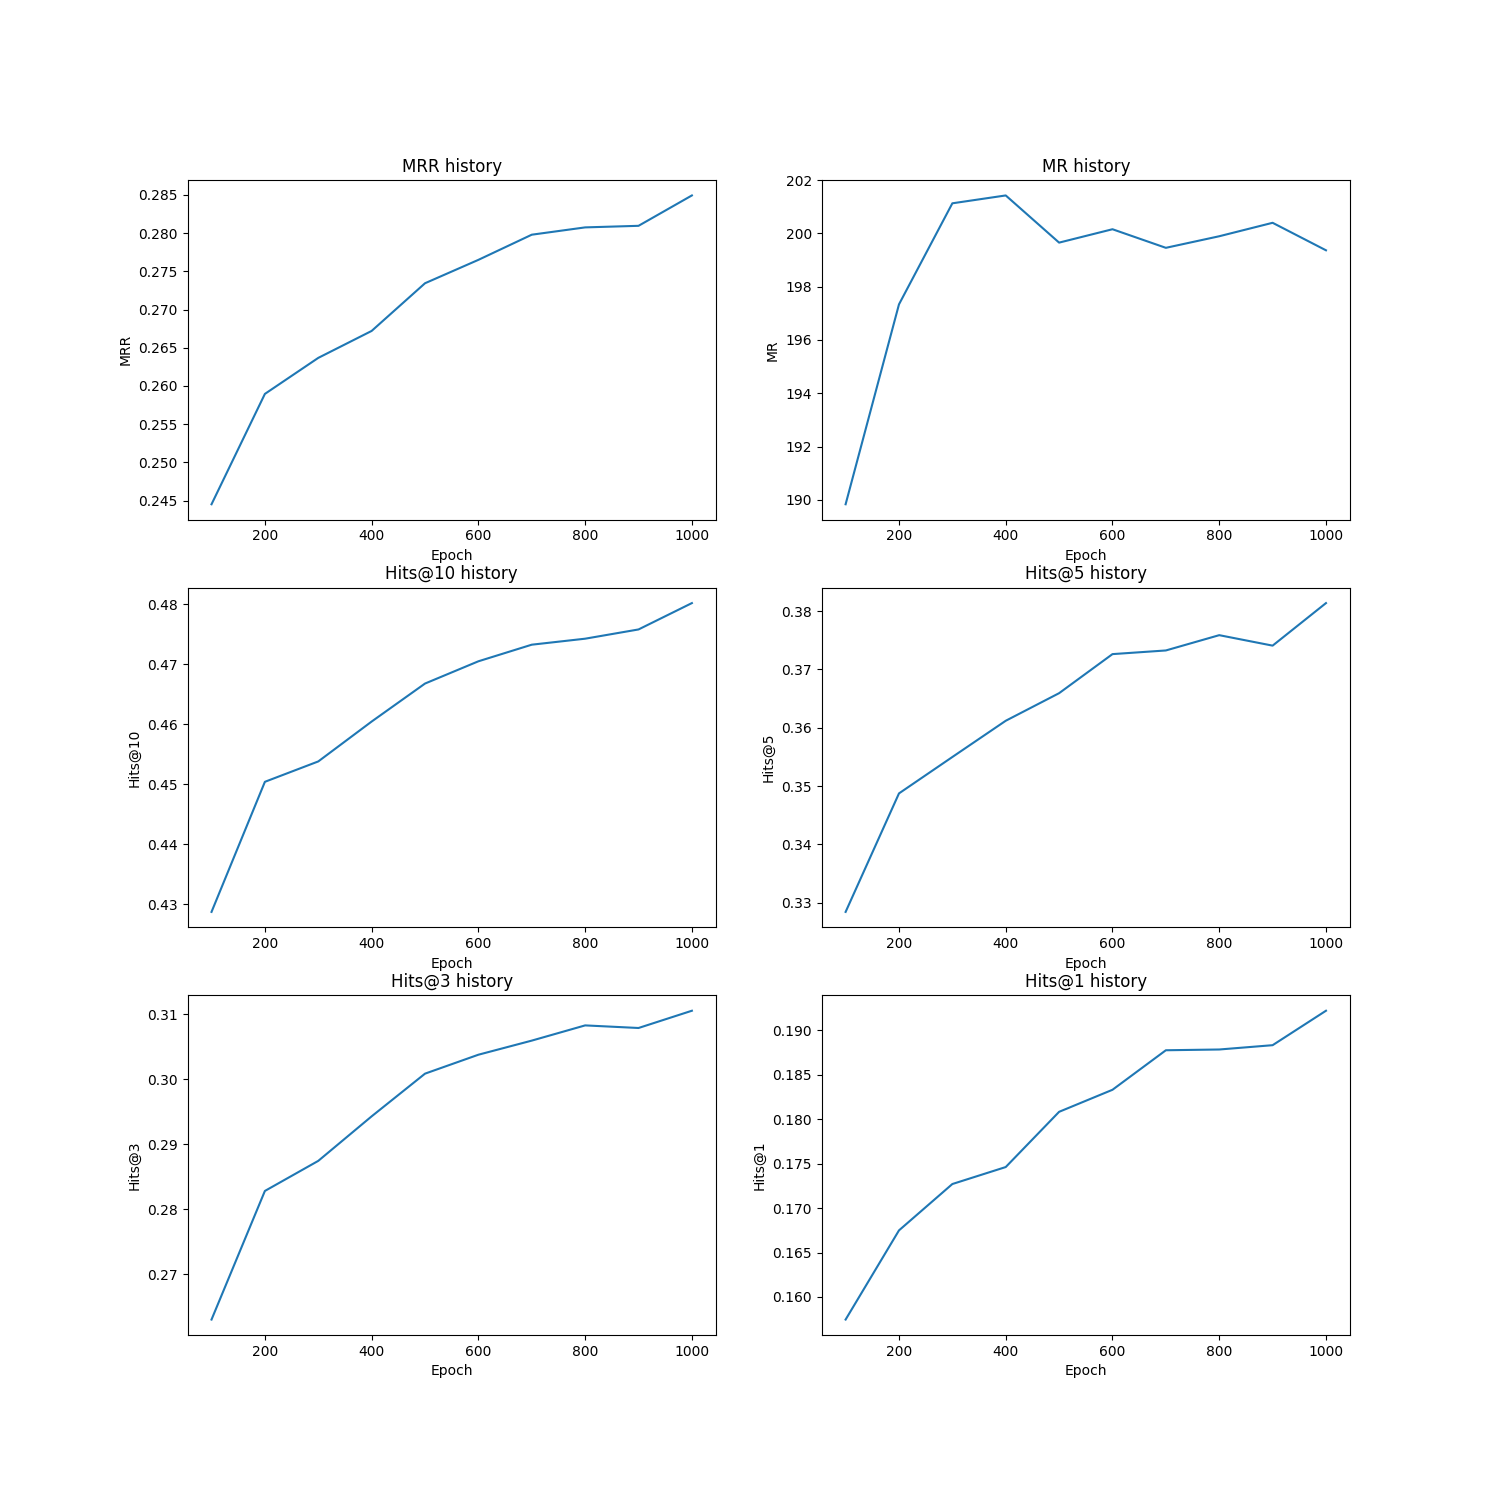 MRR history
MRR
0.285
0.280
0.275
0.270
0.265
0.260
0.255
0.250
0.245
200 400 600 800 1000
Epoch
MR history
MR
202
200
198
196
194
192
190
200 400 600 800 1000
Epoch
Hits@10 history
Hits@10
0.48
0.47
0.46
0.45
0.44
0.43
200 400 600 800 1000
Epoch
Hits@5 history
Hits@5
0.38
0.37
0.36
0.35
0.34
0.33
200 400 600 800 1000
Epoch
Hits@3 history
Hits@3
0.31
0.30
0.29
0.28
0.27
200 400 600 800 1000
Epoch
Hits@1 history
Hits@1
0.190
0.185
0.180
0.175
0.170
0.165
0.160
200 400 600 800 1000
Epoch